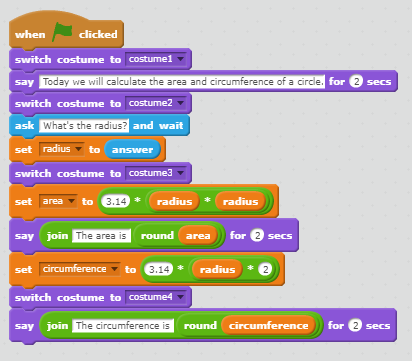 when clicked
switch costume to costume1
say Today we will calculate the area and circumference of a circle. for 2 secs
switch costume to costume2
ask What's the radius? and wait
set radius to answer
switch costume to costume3
set area to 3.14 * radius * radius
say join The area is round area for 2 secs
set circumference to 3.14 * radius * 2
switch costume to costume4
say join The circumference is round circumference for 2 secs